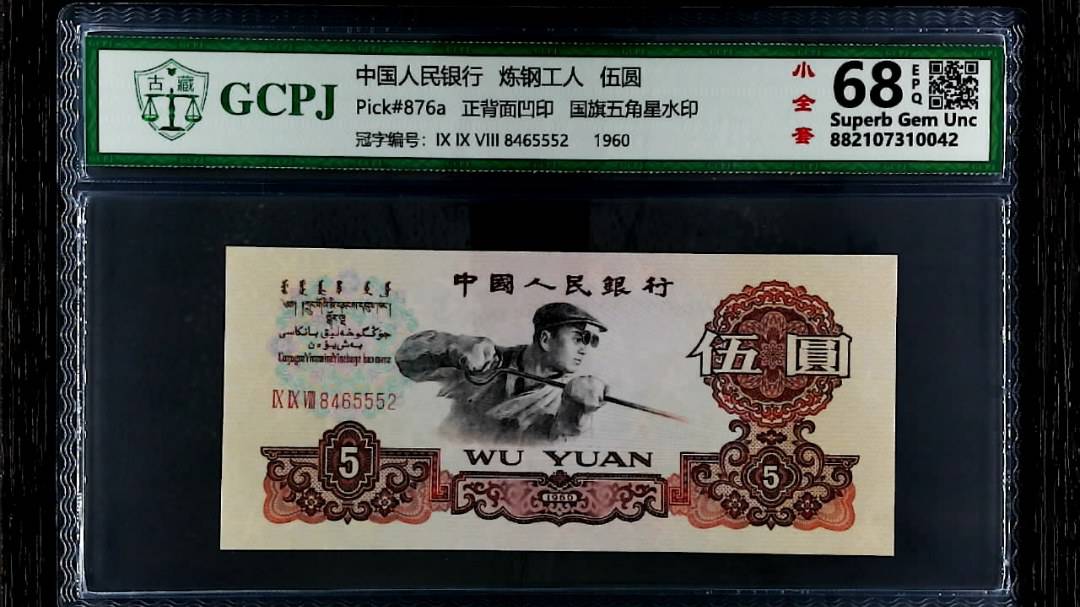 古藏
GCPJ
中国人民银行 炼钢工人 伍圆
Pick#876a 正背面凹印 国旗五角星水印
冠字编号: IX IX VIII 8465552 1960
小全套
68 EPQ
Superb Gem Unc
882107310042
中國人民銀行
伍圓
IX IX VIII 8465552
WU YUAN
5
1960
5